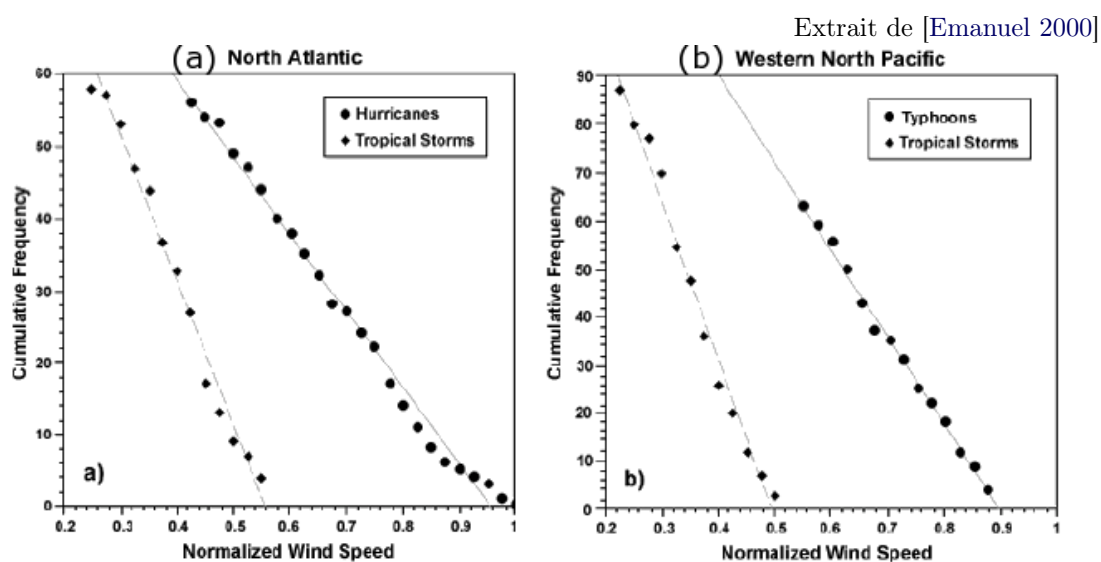 Extrait de [Emanuel 2000]
(a) North Atlantic
60
50
40
30
20
10
0
Cumulative Frequency
Hurricanes
Tropical Storms
a)
0.2 0.3 0.4 0.5 0.6 0.7 0.8 0.9 1
Normalized Wind Speed
(b) Western North Pacific
90
80
70
60
50
40
30
20
10
0
Cumulative Frequency
Typhoons
Tropical Storms
b)
0.2 0.3 0.4 0.5 0.6 0.7 0.8 0.9 1
Normalized Wind Speed